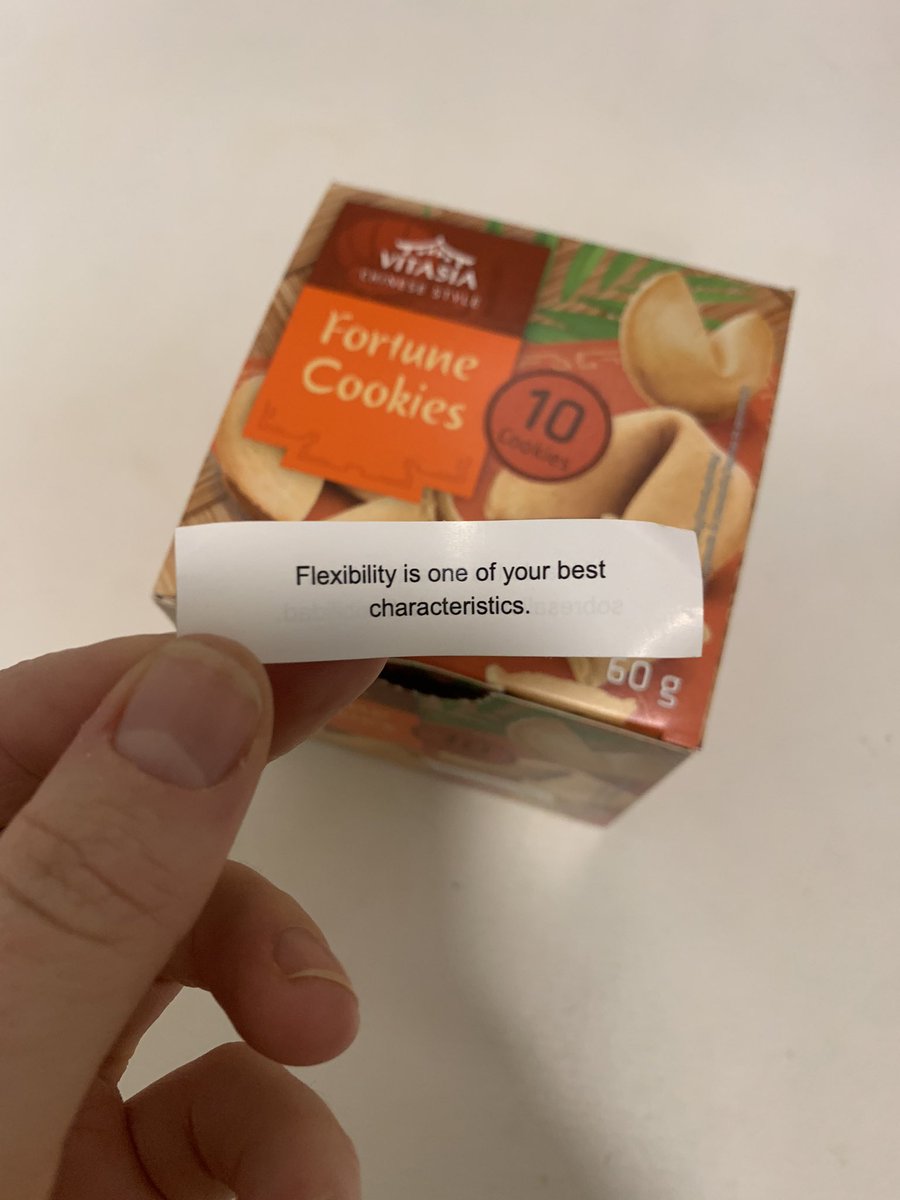 VITASIA
CHINESE STYLE
Fortune
Cookies
10
Cookies
Flexibility is one of your best
characteristics.
60 g